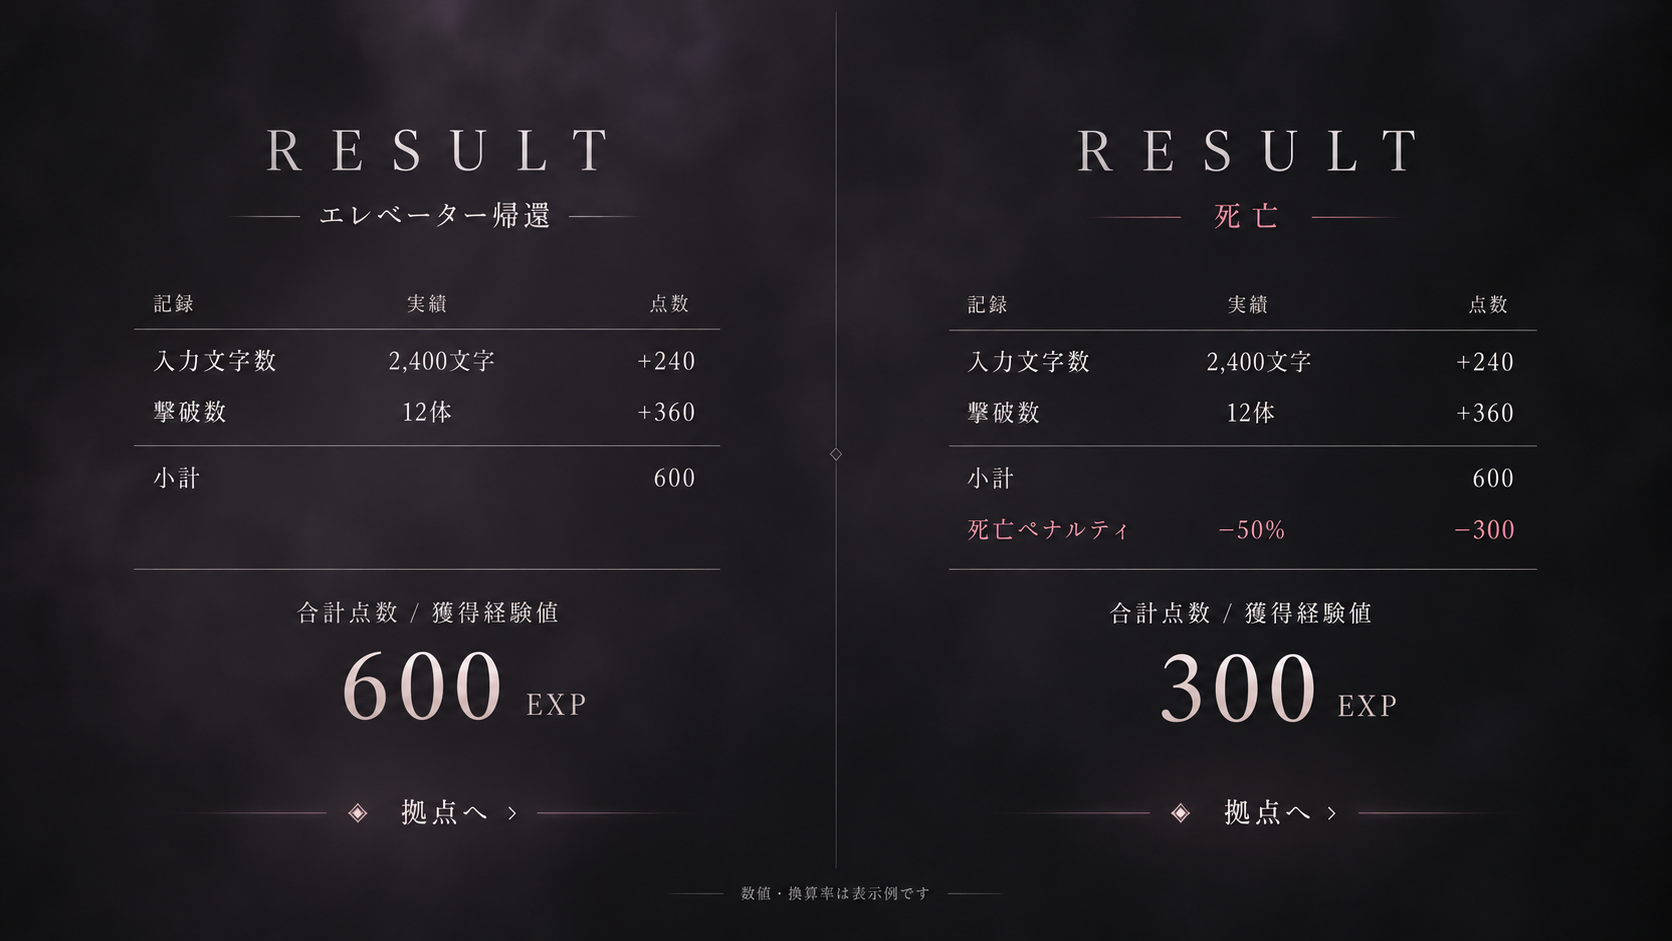 RESULT
エレベーター帰還
記録 実績 点数
入力文字数 2,400文字 +240
撃破数 12体 +360
小計 600
合計点数 / 獲得経験値
600 EXP
拠点へ >
RESULT
死亡
記録 実績 点数
入力文字数 2,400文字 +240
撃破数 12体 +360
小計 600
死亡ペナルティ −50% −300
合計点数 / 獲得経験値
300 EXP
拠点へ >
数値・換算率は表示例です